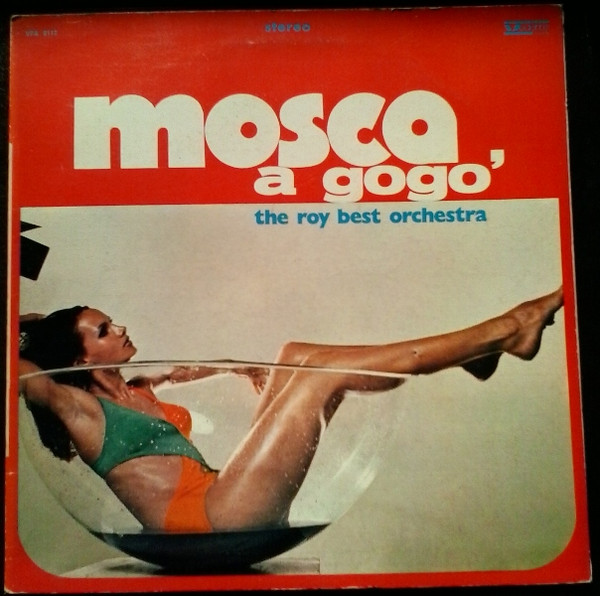 stereo
mosca,
a gogo'
the roy best orchestra